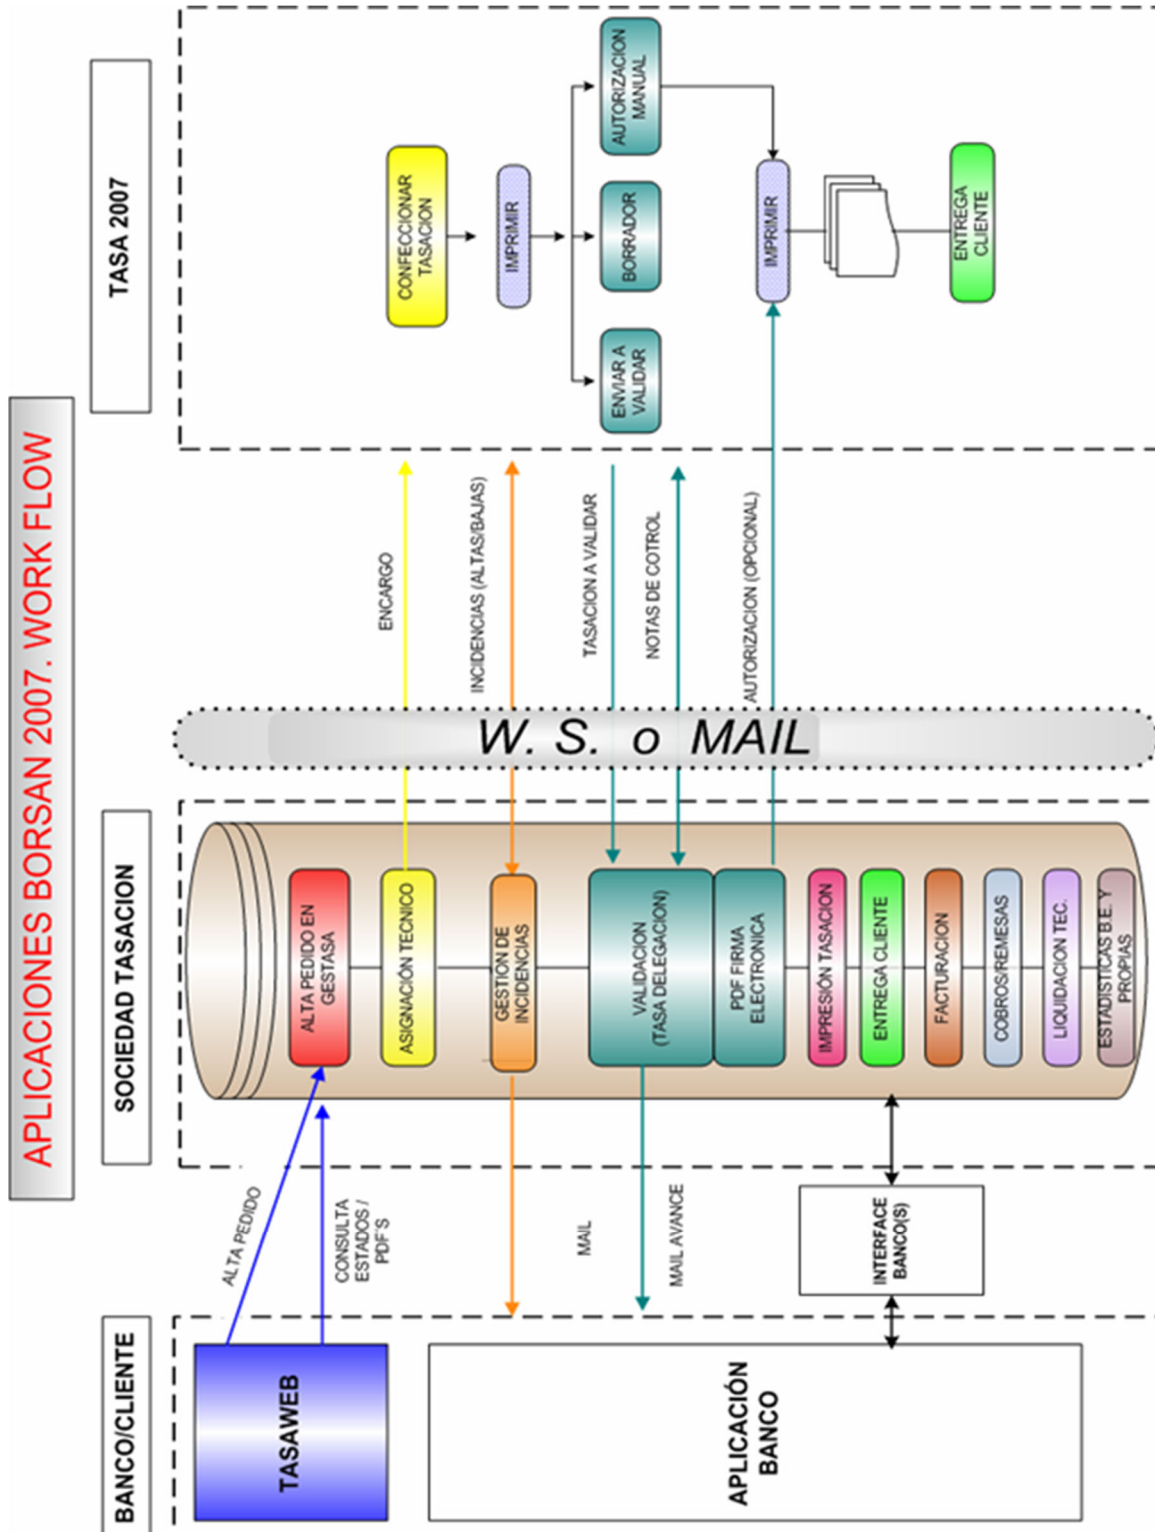 APLICACIONES BORSAN 2007. WORK FLOW
BANCO/CLIENTE
SOCIEDAD TASACION
TASA 2007
TASAWEB
APLICACIÓN
BANCO
ALTA PEDIDO
CONSULTA
ESTADOS /
PDF´S
MAIL
MAIL AVANCE
INTERFACE
BANCO(S)
ALTA PEDIDO EN
GESTASA
ASIGNACIÓN TECNICO
GESTION DE
INCIDENCIAS
VALIDACION
(TASA DELEGACION)
PDF FIRMA
ELECTRONICA
IMPRESIÓN TASACION
ENTREGA CLIENTE
FACTURACION
COBROS/REMESAS
LIQUIDACION TEC.
ESTADISTICAS B.E. Y
PROPIAS
W. S. o MAIL
ENCARGO
INCIDENCIAS (ALTAS/BAJAS)
TASACION A VALIDAR
NOTAS DE COTROL
AUTORIZACION (OPCIONAL)
CONFECCIONAR
TASACION
IMPRIMIR
ENVIAR A
VALIDAR
BORRADOR
AUTORIZACION
MANUAL
IMPRIMIR
ENTREGA
CLIENTE